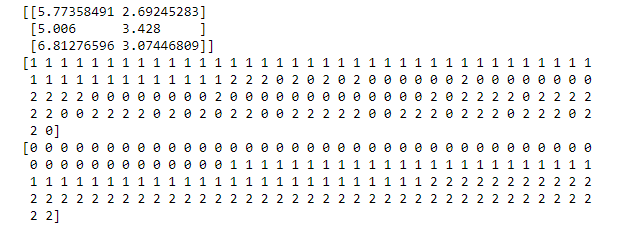 [[5.77358491 2.69245283]
[5.006 3.428 ]
[6.81276596 3.07446809]]
[1 1 1 1 1 1 1 1 1 1 1 1 1 1 1 1 1 1 1 1 1 1 1 1 1 1 1 1 1 1 1 1 1 1 1 1 1
1 1 1 1 1 1 1 1 1 1 1 1 1 2 2 2 0 2 0 2 0 2 0 0 0 0 0 0 2 0 0 0 0 0 0 0 0
2 2 2 2 0 0 0 0 0 0 0 0 2 0 0 0 0 0 0 0 0 0 0 0 0 0 2 0 2 2 2 2 0 2 2 2 2
2 2 0 0 2 2 2 2 0 2 0 2 0 2 2 0 0 2 2 2 2 2 0 0 2 2 2 0 2 2 2 0 2 2 2 0 2
2 0]
[0 0 0 0 0 0 0 0 0 0 0 0 0 0 0 0 0 0 0 0 0 0 0 0 0 0 0 0 0 0 0 0 0 0 0 0 0
0 0 0 0 0 0 0 0 0 0 0 0 0 1 1 1 1 1 1 1 1 1 1 1 1 1 1 1 1 1 1 1 1 1 1 1 1
1 1 1 1 1 1 1 1 1 1 1 1 1 1 1 1 1 1 1 1 1 1 1 1 1 1 2 2 2 2 2 2 2 2 2 2 2
2 2 2 2 2 2 2 2 2 2 2 2 2 2 2 2 2 2 2 2 2 2 2 2 2 2 2 2 2 2 2 2 2 2 2 2 2
2 2]